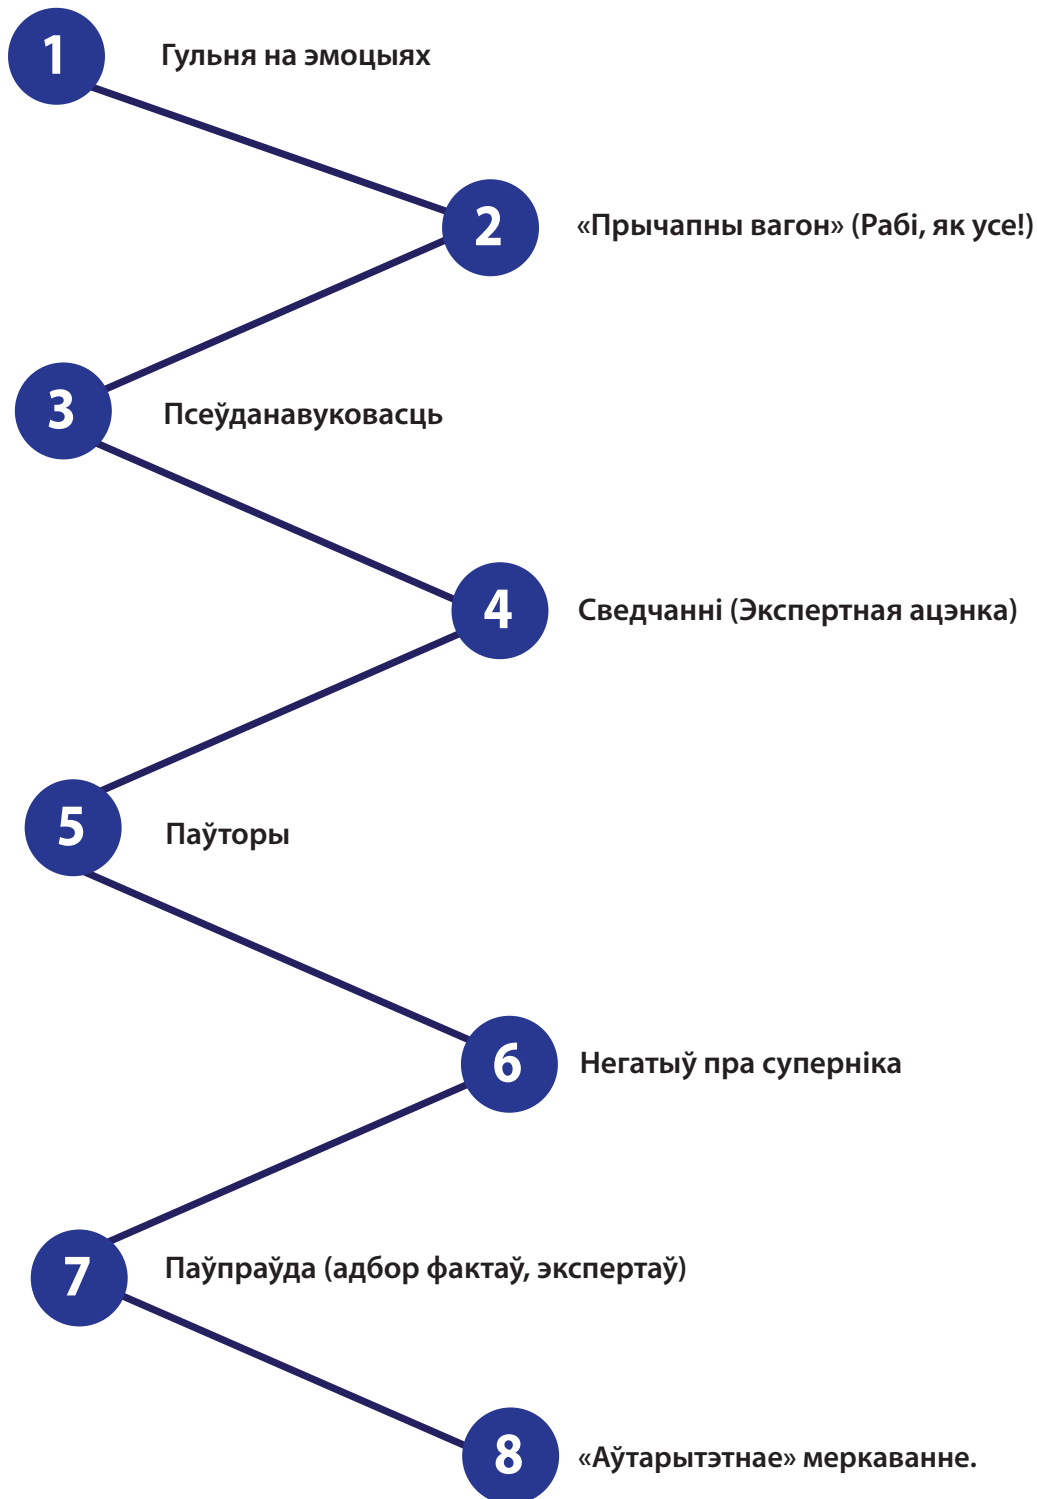 1
Гульня на эмоцыях
2
«Прычапны вагон» (Рабі, як усе!)
3
Псеўданавуковасць
4
Сведчанні (Экспертная ацэнка)
5
Паўторы
6
Негатыў пра суперніка
7
Паўпраўда (адбор фактаў, экспертаў)
8
«Аўтарытэтнае» меркаванне.